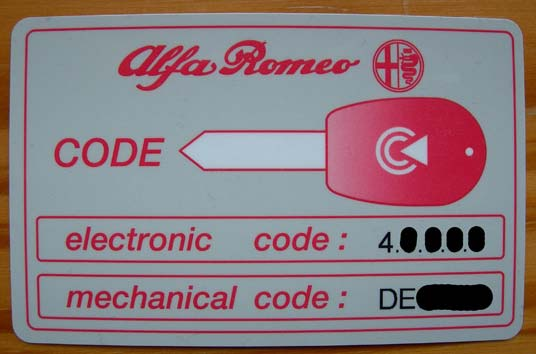 Alfa Romeo
CODE
electronic code : 4.
mechanical code : DE